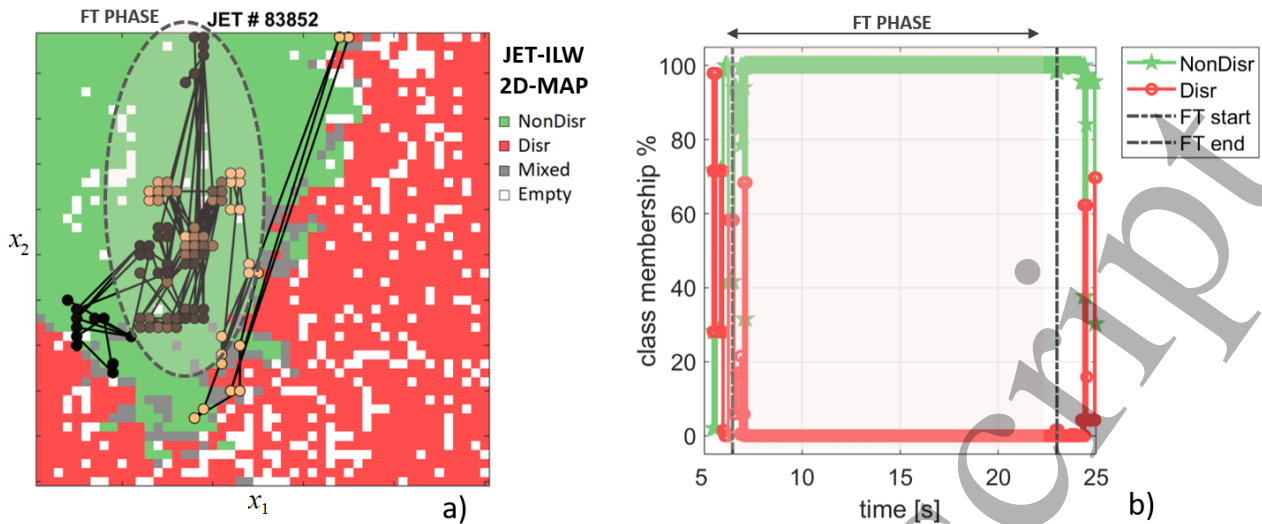 FT PHASE
JET # 83852
JET-ILW
2D-MAP
NonDisr
Disr
Mixed
Empty
x₂
x₁
a)
FT PHASE
class membership %
100
80
60
40
20
0
5
10
15
20
25
time [s]
NonDisr
Disr
FT start
FT end
b)
cript